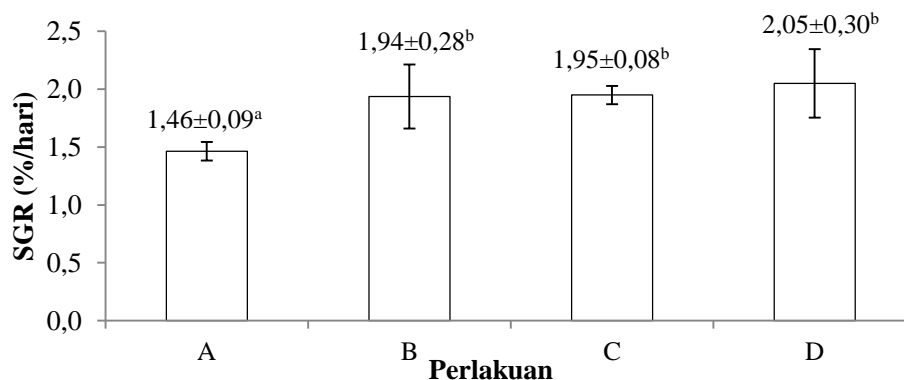 2,5
2,0
1,5
1,0
0,5
0,0
SGR (%/hari)
1,46±0,09ᵃ
1,94±0,28ᵇ
1,95±0,08ᵇ
2,05±0,30ᵇ
A
B
C
D
Perlakuan